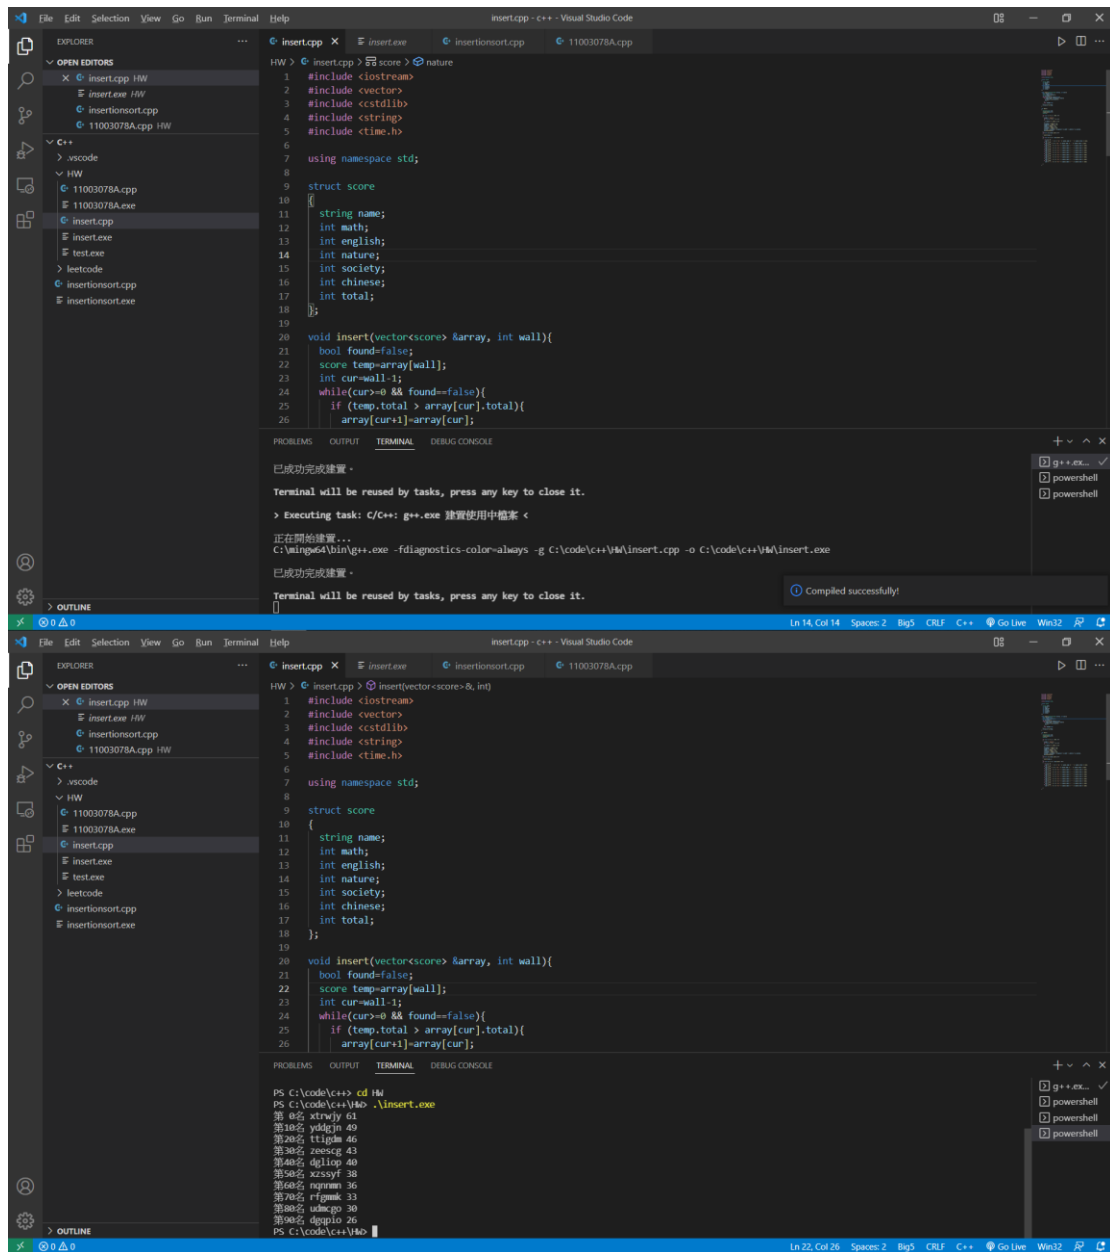 File Edit Selection View Go Run Terminal Help insert.cpp - c++ - Visual Studio Code
EXPLORER
OPEN EDITORS
insert.cpp HW
insert.exe HW
insertionsort.cpp
11003078A.cpp HW
C++
.vscode
HW
11003078A.cpp
11003078A.exe
insert.cpp
insert.exe
test.exe
leetcode
insertionsort.cpp
insertionsort.exe
OUTLINE
insert.cpp insert.exe insertionsort.cpp 11003078A.cpp
HW > insert.cpp > score > nature
1 #include <iostream>
2 #include <vector>
3 #include <cstdlib>
4 #include <string>
5 #include <time.h>
6
7 using namespace std;
8
9 struct score
10 {
11 string name;
12 int math;
13 int english;
14 int nature;
15 int society;
16 int chinese;
17 int total;
18 };
19
20 void insert(vector<score> &array, int wall){
21 bool found=false;
22 score temp=array[wall];
23 int cur=wall-1;
24 while(cur>=0 && found==false){
25 if (temp.total > array[cur].total){
26 array[cur+1]=array[cur];
PROBLEMS OUTPUT TERMINAL DEBUG CONSOLE
已成功完成建置。
Terminal will be reused by tasks, press any key to close it.
> Executing task: C/C++: g++.exe 建置使用中檔案 <
正在開始建置...
C:\mingw64\bin\g++.exe -fdiagnostics-color=always -g C:\code\c++\HW\insert.cpp -o C:\code\c++\HW\insert.exe
已成功完成建置。
Terminal will be reused by tasks, press any key to close it.
g++.ex...
powershell
powershell
Compiled successfully!
0 0 Ln 14, Col 14 Spaces: 2 Big5 CRLF C++ Go Live Win32
File Edit Selection View Go Run Terminal Help insert.cpp - c++ - Visual Studio Code
EXPLORER
OPEN EDITORS
insert.cpp HW
insert.exe HW
insertionsort.cpp
11003078A.cpp HW
C++
.vscode
HW
11003078A.cpp
11003078A.exe
insert.cpp
insert.exe
test.exe
leetcode
insertionsort.cpp
insertionsort.exe
OUTLINE
insert.cpp insert.exe insertionsort.cpp 11003078A.cpp
HW > insert.cpp > insert(vector<score>&, int)
1 #include <iostream>
2 #include <vector>
3 #include <cstdlib>
4 #include <string>
5 #include <time.h>
6
7 using namespace std;
8
9 struct score
10 {
11 string name;
12 int math;
13 int english;
14 int nature;
15 int society;
16 int chinese;
17 int total;
18 };
19
20 void insert(vector<score> &array, int wall){
21 bool found=false;
22 score temp=array[wall];
23 int cur=wall-1;
24 while(cur>=0 && found==false){
25 if (temp.total > array[cur].total){
26 array[cur+1]=array[cur];
PROBLEMS OUTPUT TERMINAL DEBUG CONSOLE
PS C:\code\c++> cd HW
PS C:\code\c++\HW> .\insert.exe
第 0名 xtrwjy 61
第10名 yddgjn 49
第20名 ttigdm 46
第30名 zeescg 43
第40名 dgliop 40
第50名 xzssyf 38
第60名 nqnnmn 36
第70名 rfgmmk 33
第80名 udmcgo 30
第90名 dgqpio 26
PS C:\code\c++\HW>
g++.ex...
powershell
powershell
powershell
0 0 Ln 22, Col 26 Spaces: 2 Big5 CRLF C++ Go Live Win32